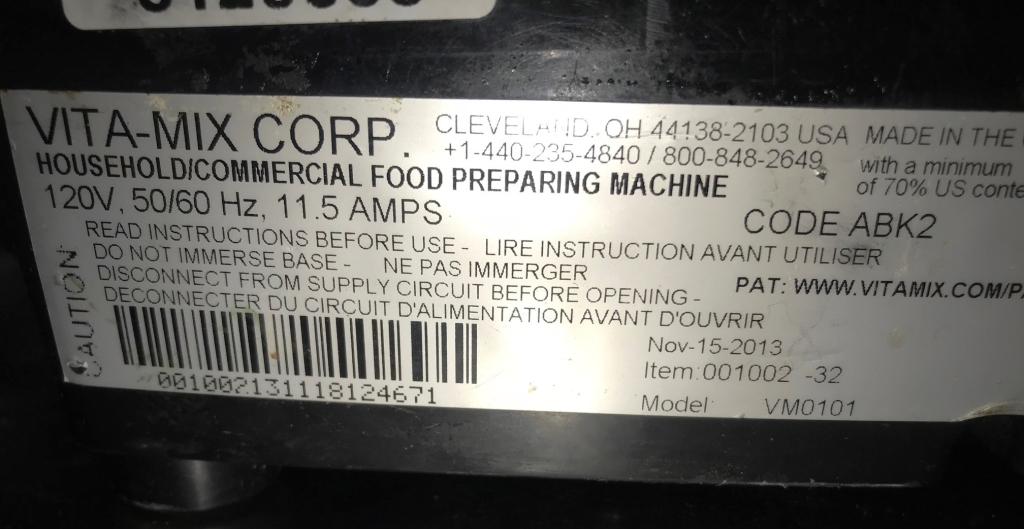 VITA-MIX CORP. CLEVELAND, OH 44138-2103 USA MADE IN THE
+1-440-235-4840 / 800-848-2649 with a minimum
HOUSEHOLD/COMMERCIAL FOOD PREPARING MACHINE of 70% US conte
120V, 50/60 Hz, 11.5 AMPS CODE ABK2
READ INSTRUCTIONS BEFORE USE - LIRE INSTRUCTION AVANT UTILISER
DO NOT IMMERSE BASE - NE PAS IMMERGER
DISCONNECT FROM SUPPLY CIRCUIT BEFORE OPENING - PAT: WWW.VITAMIX.COM/PA
DECONNECTER DU CIRCUIT D'ALIMENTATION AVANT D'OUVRIR
CAUTION
Nov-15-2013
Item:001002 -32
Model VM0101
001002131118124671